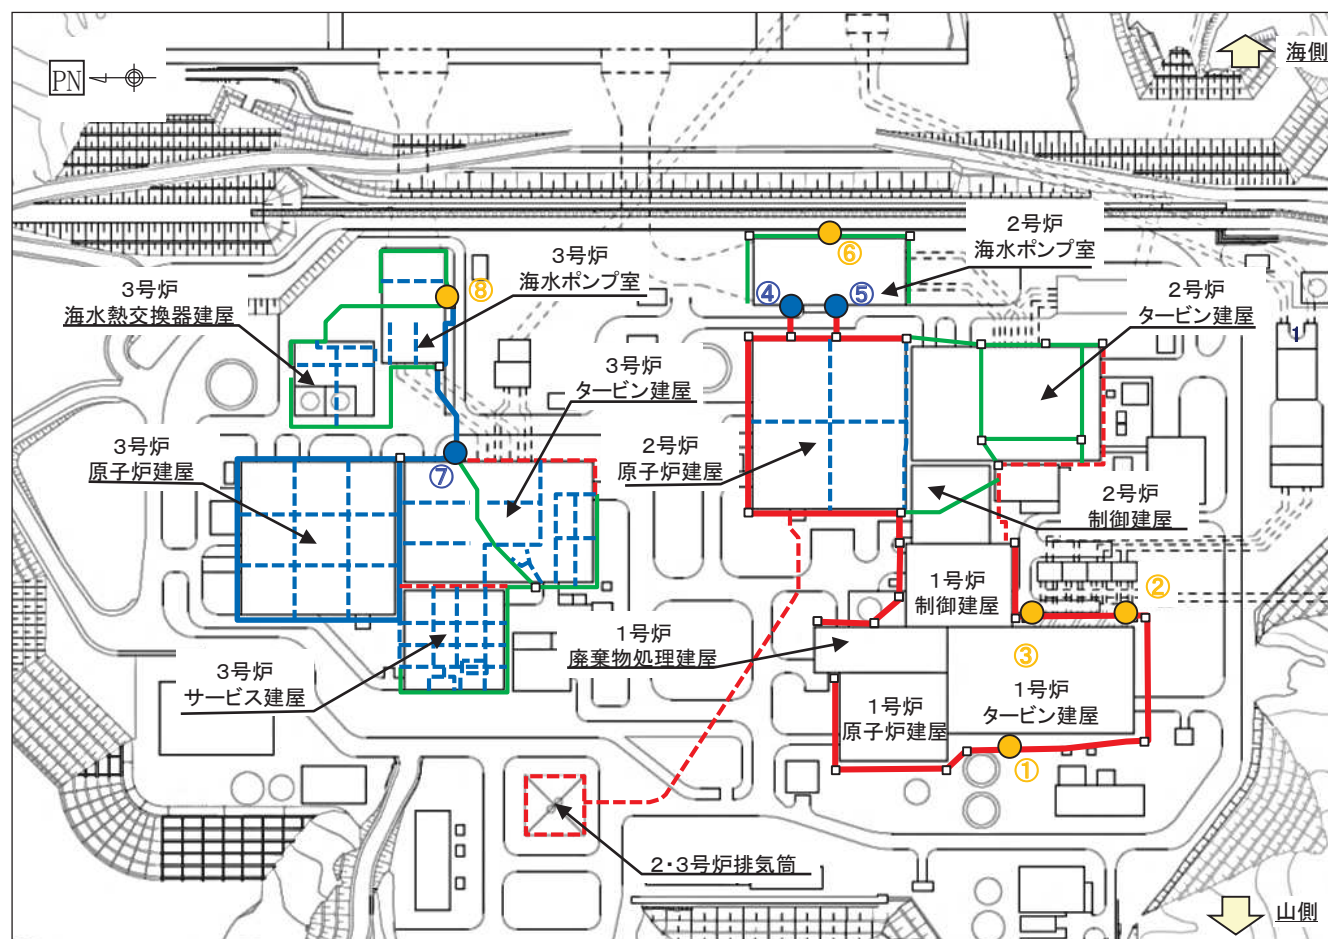 PN
海側
2号炉
海水ポンプ室
⑥
3号炉
海水ポンプ室
⑧
④
⑤
3号炉
海水熱交換器建屋
2号炉
タービン建屋
1
3号炉
タービン建屋
3号炉
原子炉建屋
⑦
2号炉
原子炉建屋
2号炉
制御建屋
1号炉
制御建屋
②
1号炉
廃棄物処理建屋
③
3号炉
サービス建屋
1号炉
原子炉建屋
1号炉
タービン建屋
①
2・3号炉排気筒
山側